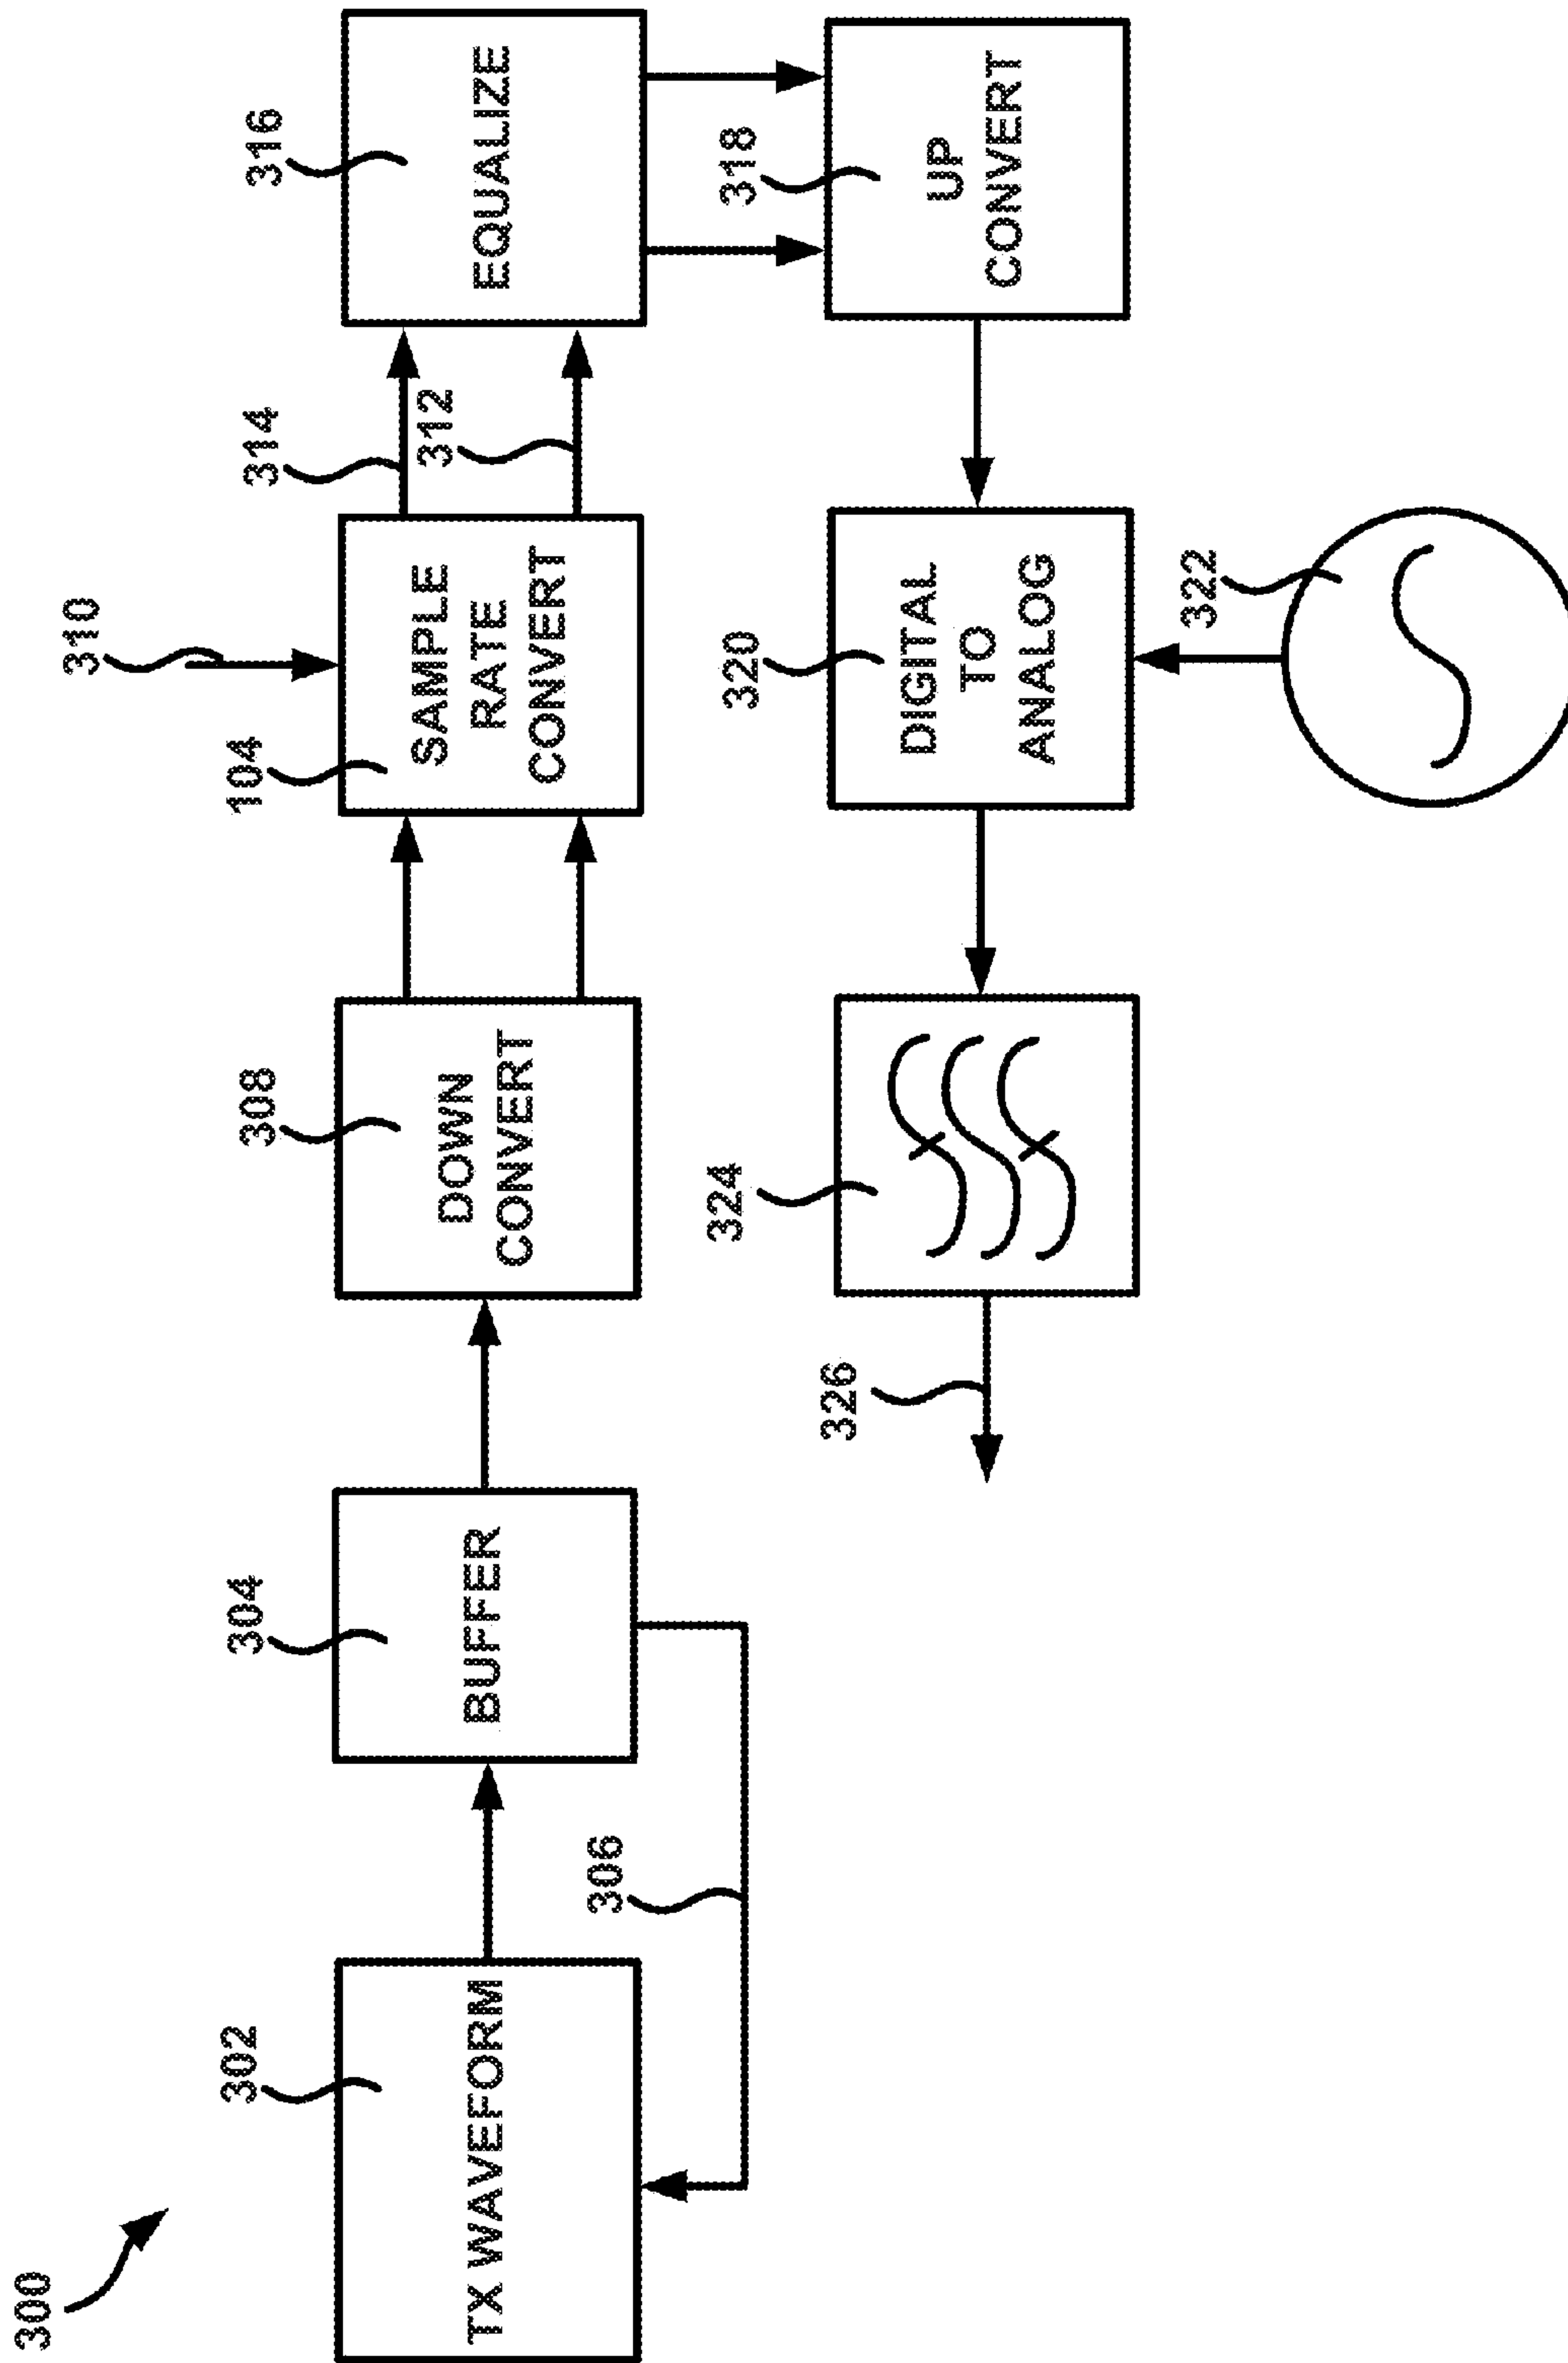 300
302
TX WAVEFORM
304
BUFFER
306
308
DOWN
CONVERT
310
104
SAMPLE
RATE
CONVERT
314
312
316
EQUALIZE
318
UP
CONVERT
320
DIGITAL
TO
ANALOG
322
324
326